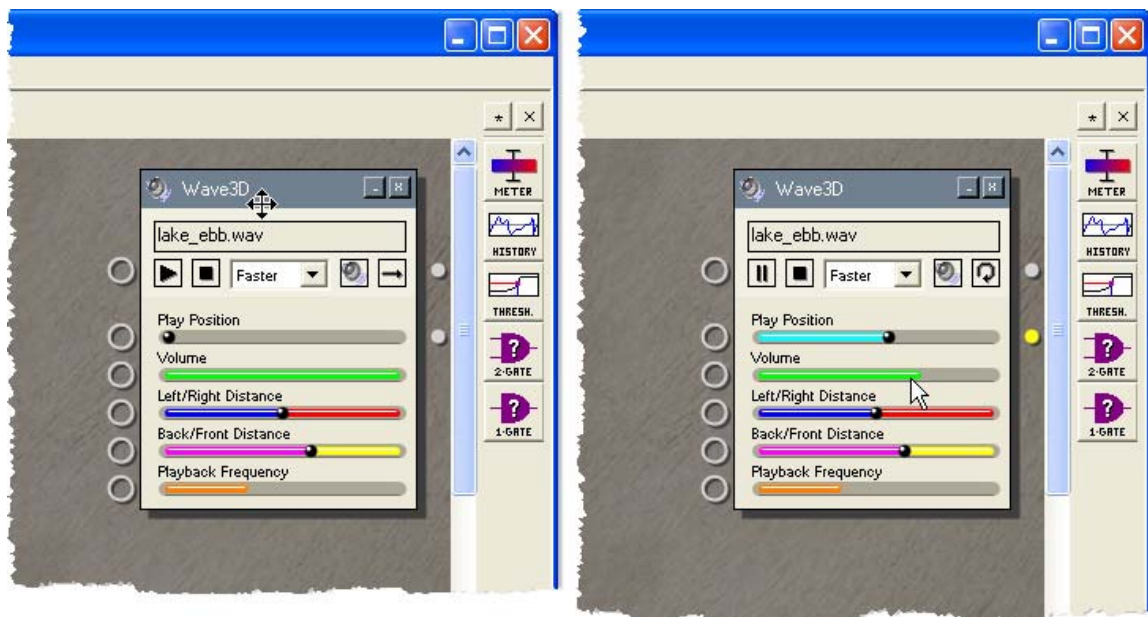 Wave3D
lake_ebb.wav
Faster
Play Position
Volume
Left/Right Distance
Back/Front Distance
Playback Frequency
METER
HISTORY
THRESH.
2-GATE
1-GATE
Wave3D
lake_ebb.wav
Faster
Play Position
Volume
Left/Right Distance
Back/Front Distance
Playback Frequency
METER
HISTORY
THRESH.
2-GATE
1-GATE